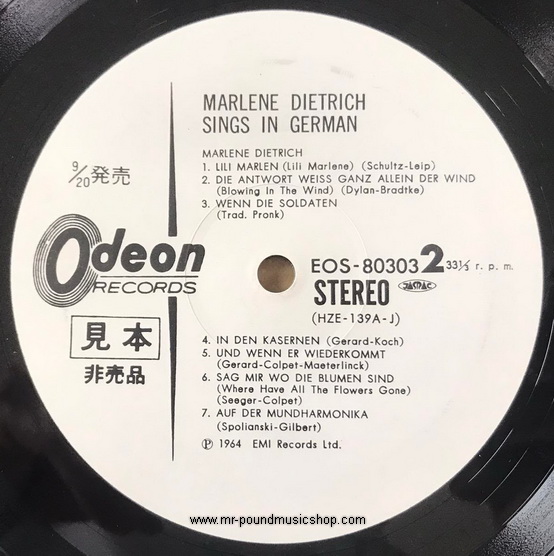 MARLENE DIETRICH
SINGS IN GERMAN
MARLENE DIETRICH
1. LILI MARLEN (Lili Marlene) (Schultz-Leip)
2. DIE ANTWORT WEISS GANZ ALLEIN DER WIND
(Blowing In The Wind) (Dylan-Bradtke)
3. WENN DIE SOLDATEN
(Trad. Pronk)
9/20発売
Odeon
RECORDS
見本
非売品
EOS-80303 2 33⅓ r. p. m.
STEREO JASRAC
(HZE-139A-J)
4. IN DEN KASERNEN (Gerard-Koch)
5. UND WENN ER WIEDERKOMMT
(Gerard-Colpet-Maeterlinck)
6. SAG MIR WO DIE BLUMEN SIND
(Where Have All The Flowers Gone)
(Seeger-Colpet)
7. AUF DER MUNDHARMONIKA
(Spolianski-Gilbert)
Ⓟ 1964 EMI Records Ltd.
www.mr-poundmusicshop.com